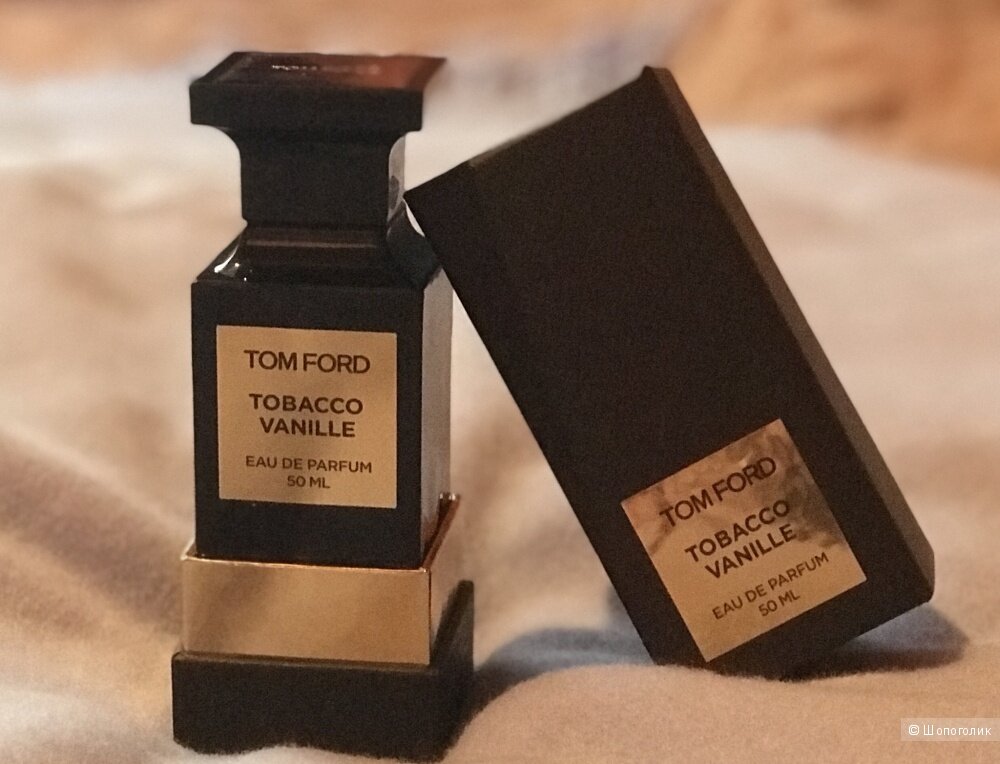 TOM FORD
TOBACCO
VANILLE
EAU DE PARFUM
50 ML
TOM FORD
TOBACCO
VANILLE
EAU DE PARFUM
50 ML
© Шопоголик